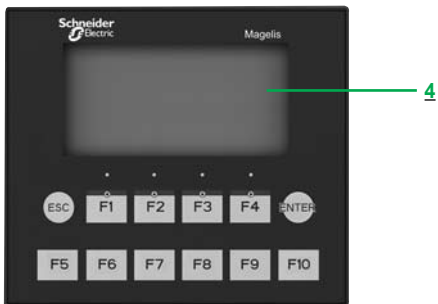 Schneider
Electric
Magelis
4
ESC
F1
F2
F3
F4
ENTER
F5
F6
F7
F8
F9
F10